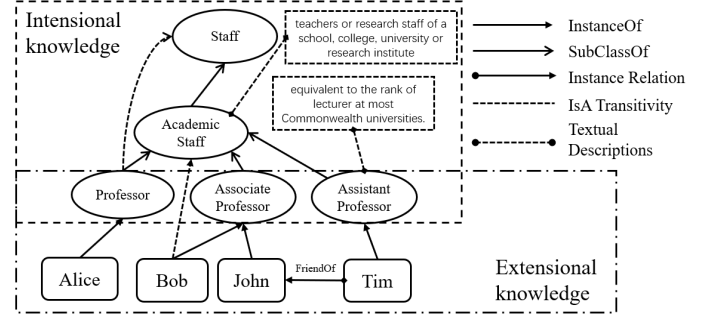 Intensional
knowledge
Staff
teachers or research staff of a
school, college, university or
research institute
equivalent to the rank of
lecturer at most
Commonwealth universities.
Academic
Staff
Professor
Associate
Professor
Assistant
Professor
Alice
Bob
John
FriendOf
Tim
Extensional
knowledge
InstanceOf
SubClassOf
Instance Relation
IsA Transitivity
Textual
Descriptions